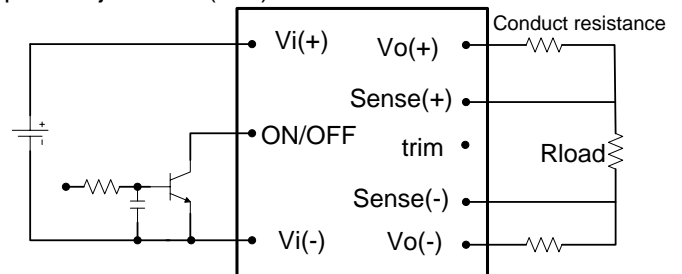 Conduct resistance
Vi(+)
Vo(+)
Sense(+)
ON/OFF
trim
Rload
Sense(-)
Vi(-)
Vo(-)
+
-